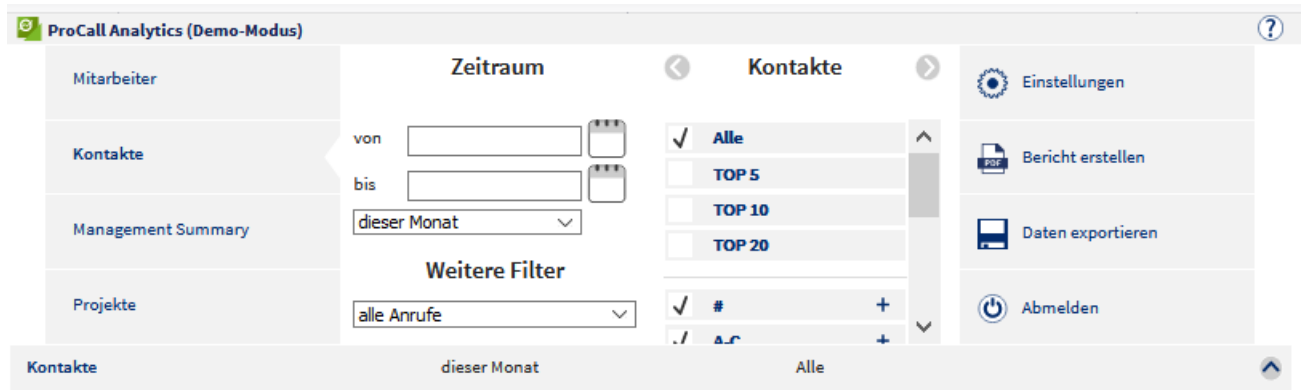 ProCall Analytics (Demo-Modus)
?
Mitarbeiter
Kontakte
Management Summary
Projekte
Zeitraum
von
bis
dieser Monat
Weitere Filter
alle Anrufe
Kontakte
Alle
TOP 5
TOP 10
TOP 20
# +
A-C +
Einstellungen
PDF
Bericht erstellen
Daten exportieren
Abmelden
Kontakte dieser Monat Alle